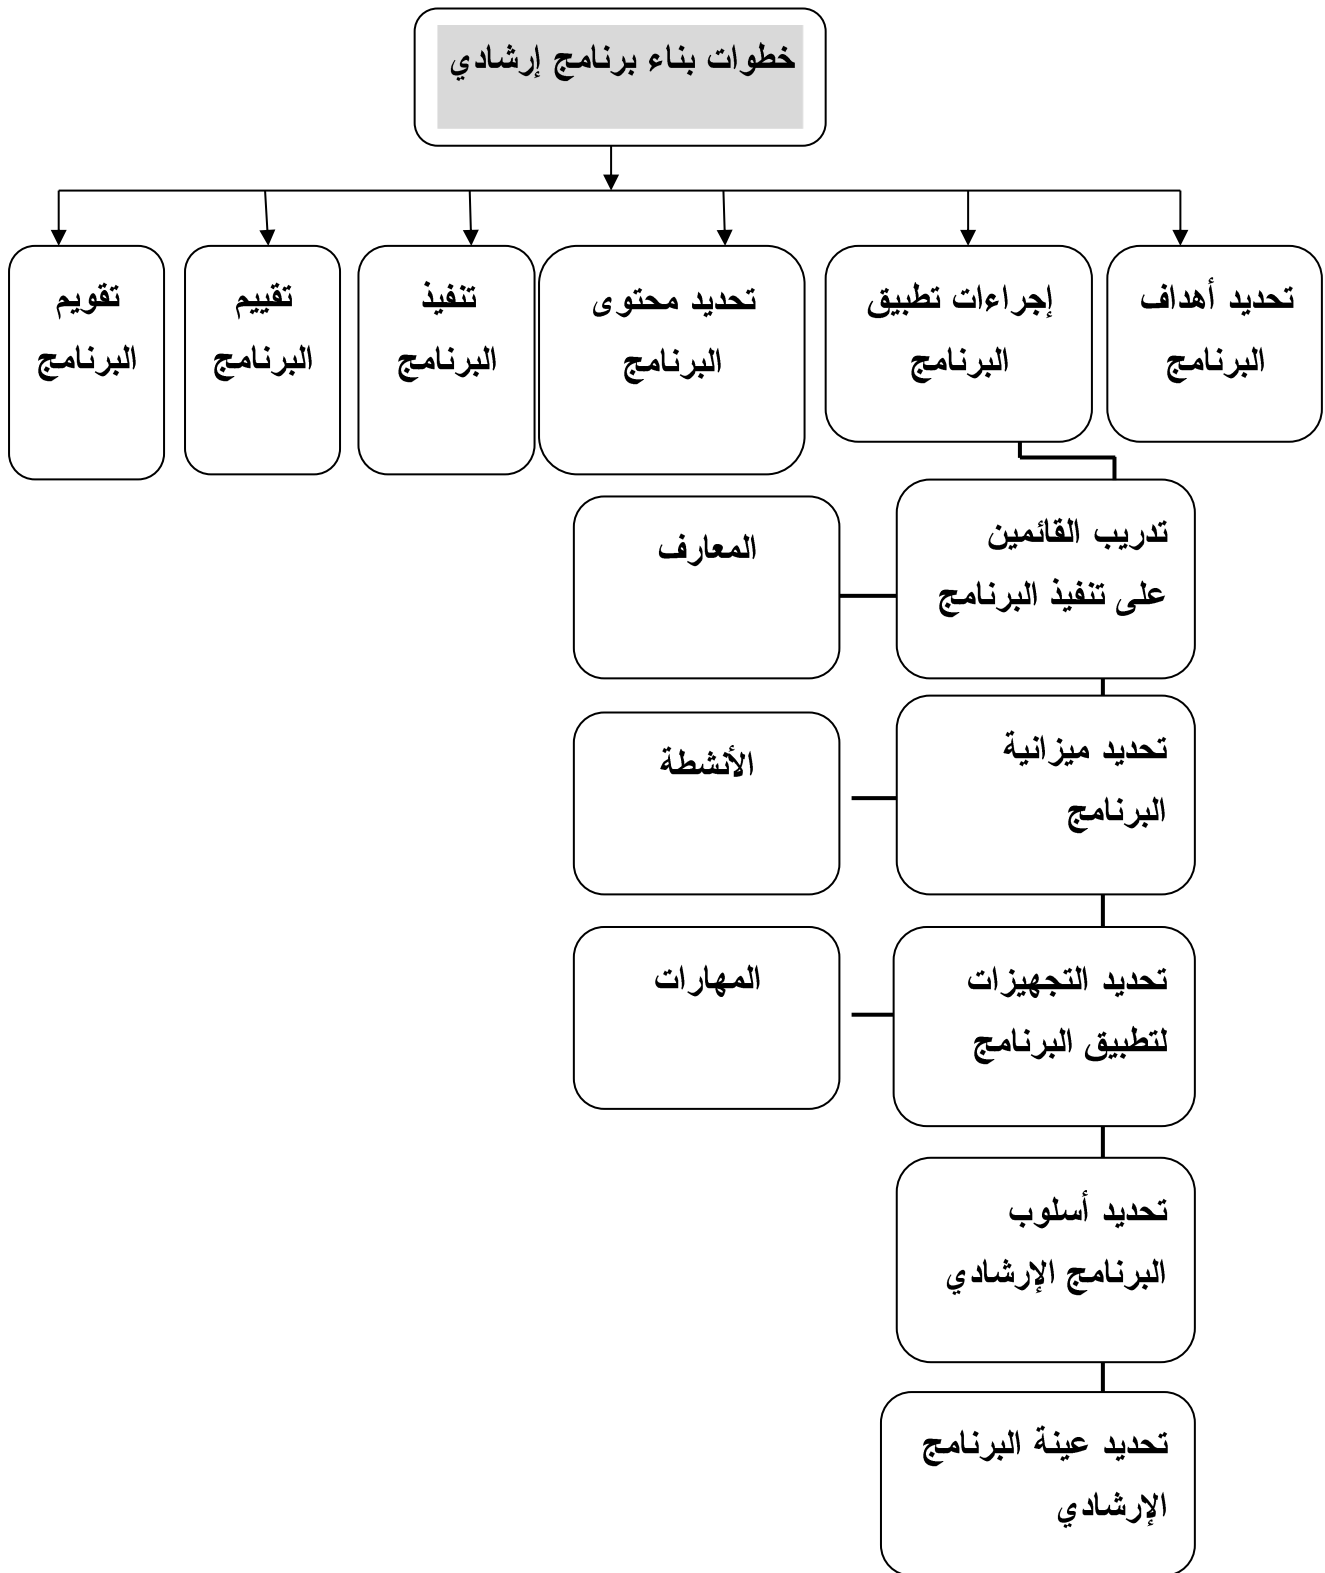 خطوات بناء برنامج إرشادي
تحديد أهداف
البرنامج
إجراءات تطبيق
البرنامج
تحديد محتوى
البرنامج
تنفيذ
البرنامج
تقييم
البرنامج
تقويم
البرنامج
تدريب القائمين
على تنفيذ البرنامج
المعارف
تحديد ميزانية
البرنامج
الأنشطة
تحديد التجهيزات
لتطبيق البرنامج
المهارات
تحديد أسلوب
البرنامج الإرشادي
تحديد عينة البرنامج
الإرشادي